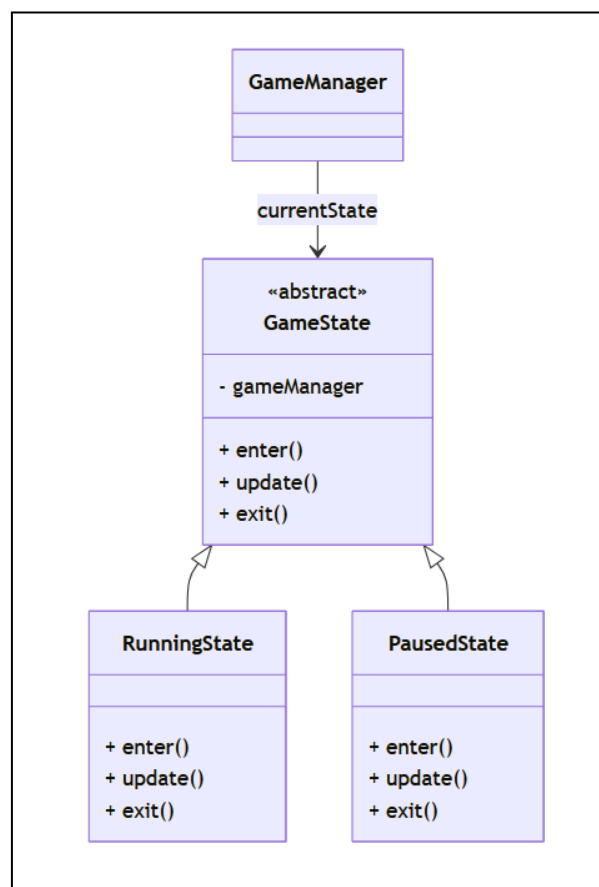 GameManager
currentState
«abstract»
GameState
- gameManager
+ enter()
+ update()
+ exit()
RunningState
+ enter()
+ update()
+ exit()
PausedState
+ enter()
+ update()
+ exit()